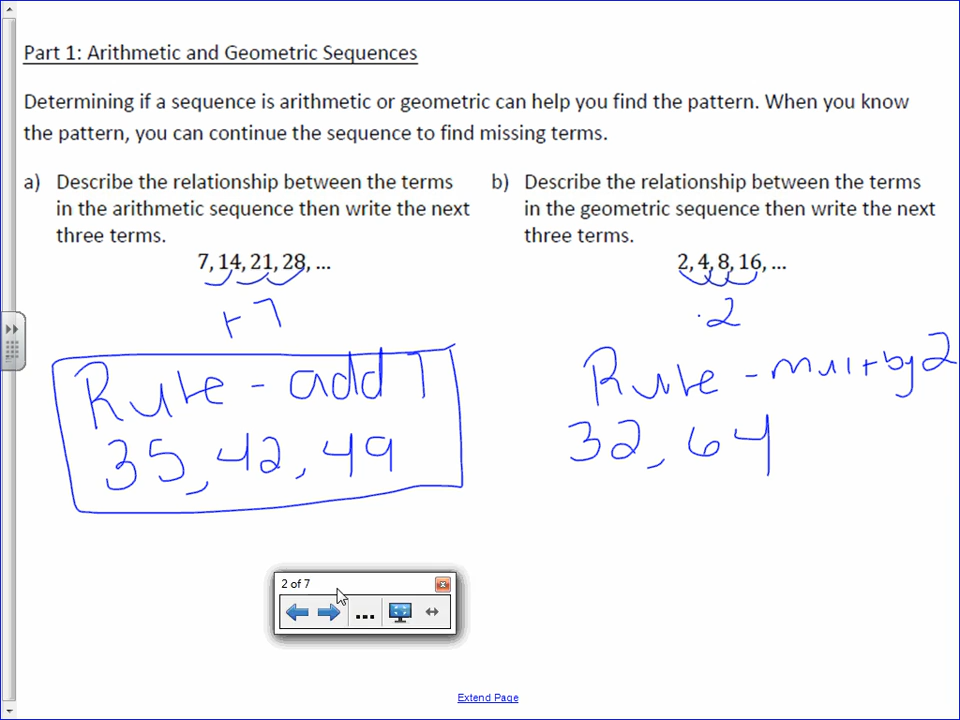 Part 1: Arithmetic and Geometric Sequences
Determining if a sequence is arithmetic or geometric can help you find the pattern. When you know
the pattern, you can continue the sequence to find missing terms.
a) Describe the relationship between the terms
in the arithmetic sequence then write the next
three terms.
7, 14, 21, 28, ...
+7
Rule - add 7
35, 42, 49
b) Describe the relationship between the terms
in the geometric sequence then write the next
three terms.
2, 4, 8, 16, ...
·2
Rule - mult by 2
32, 64
2 of 7
...
Extend Page